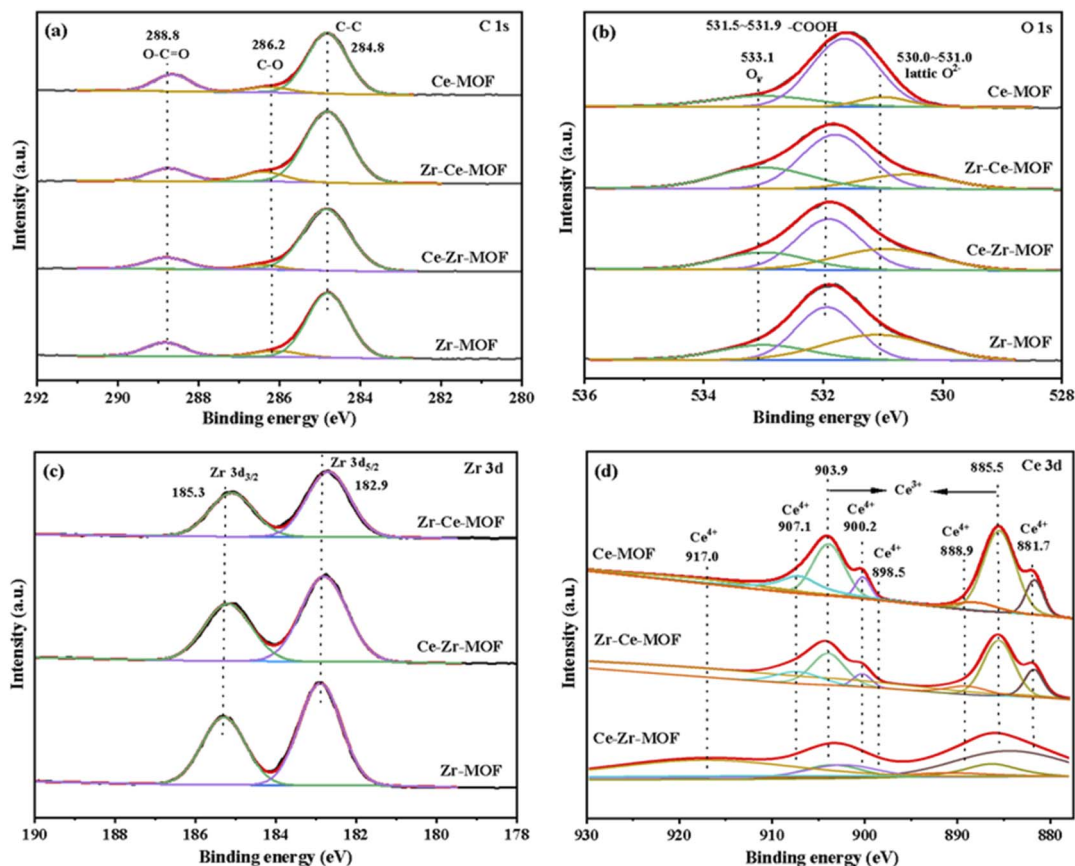 (a)
C 1s
288.8
O-C=O
286.2
C-O
C-C
284.8
Ce-MOF
Zr-Ce-MOF
Ce-Zr-MOF
Zr-MOF
Intensity (a.u.)
292 290 288 286 284 282 280
Binding energy (eV)
(b)
O 1s
531.5~531.9 -COOH
533.1
Oᵥ
530.0~531.0
lattic O²⁻
Ce-MOF
Zr-Ce-MOF
Ce-Zr-MOF
Zr-MOF
Intensity (a.u.)
536 534 532 530 528
Binding energy (eV)
(c)
Zr 3d
Zr 3d₃/₂
185.3
Zr 3d₅/₂
182.9
Zr-Ce-MOF
Ce-Zr-MOF
Zr-MOF
Intensity (a.u.)
190 188 186 184 182 180 178
Binding energy (eV)
(d)
Ce 3d
903.9
885.5
Ce³⁺
Ce⁴⁺
917.0
Ce⁴⁺
907.1
Ce⁴⁺
900.2
Ce⁴⁺
898.5
Ce⁴⁺
888.9
Ce⁴⁺
881.7
Ce-MOF
Zr-Ce-MOF
Ce-Zr-MOF
Intensity (a.u.)
930 920 910 900 890 880
Binding energy (eV)